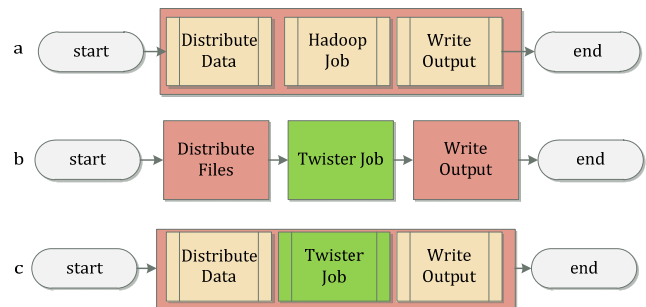 a
start
Distribute
Data
Hadoop
Job
Write
Output
end
b
start
Distribute
Files
Twister Job
Write
Output
end
c
start
Distribute
Data
Twister
Job
Write
Output
end